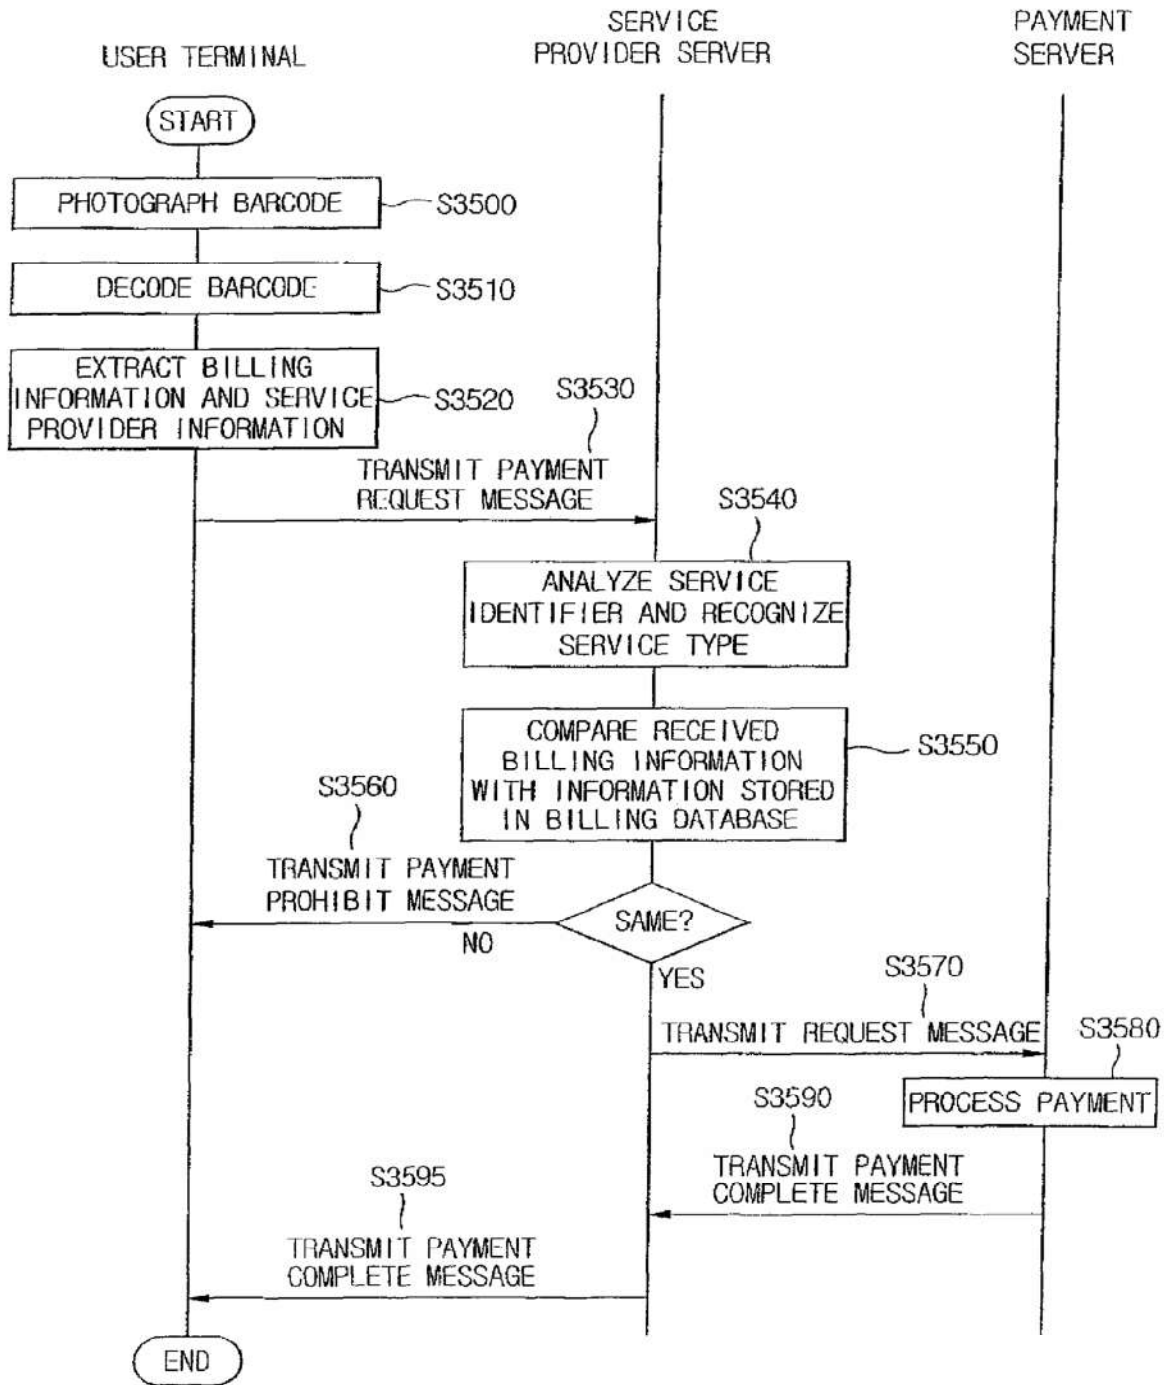 USER TERMINAL
SERVICE
PROVIDER SERVER
PAYMENT
SERVER
START
PHOTOGRAPH BARCODE
S3500
DECODE BARCODE
S3510
EXTRACT BILLING
INFORMATION AND SERVICE
PROVIDER INFORMATION
S3520
S3530
TRANSMIT PAYMENT
REQUEST MESSAGE
S3540
ANALYZE SERVICE
IDENTIFIER AND RECOGNIZE
SERVICE TYPE
COMPARE RECEIVED
BILLING INFORMATION
WITH INFORMATION STORED
IN BILLING DATABASE
S3550
S3560
TRANSMIT PAYMENT
PROHIBIT MESSAGE
SAME?
NO
YES
S3570
TRANSMIT REQUEST MESSAGE
S3580
PROCESS PAYMENT
S3590
TRANSMIT PAYMENT
COMPLETE MESSAGE
S3595
TRANSMIT PAYMENT
COMPLETE MESSAGE
END